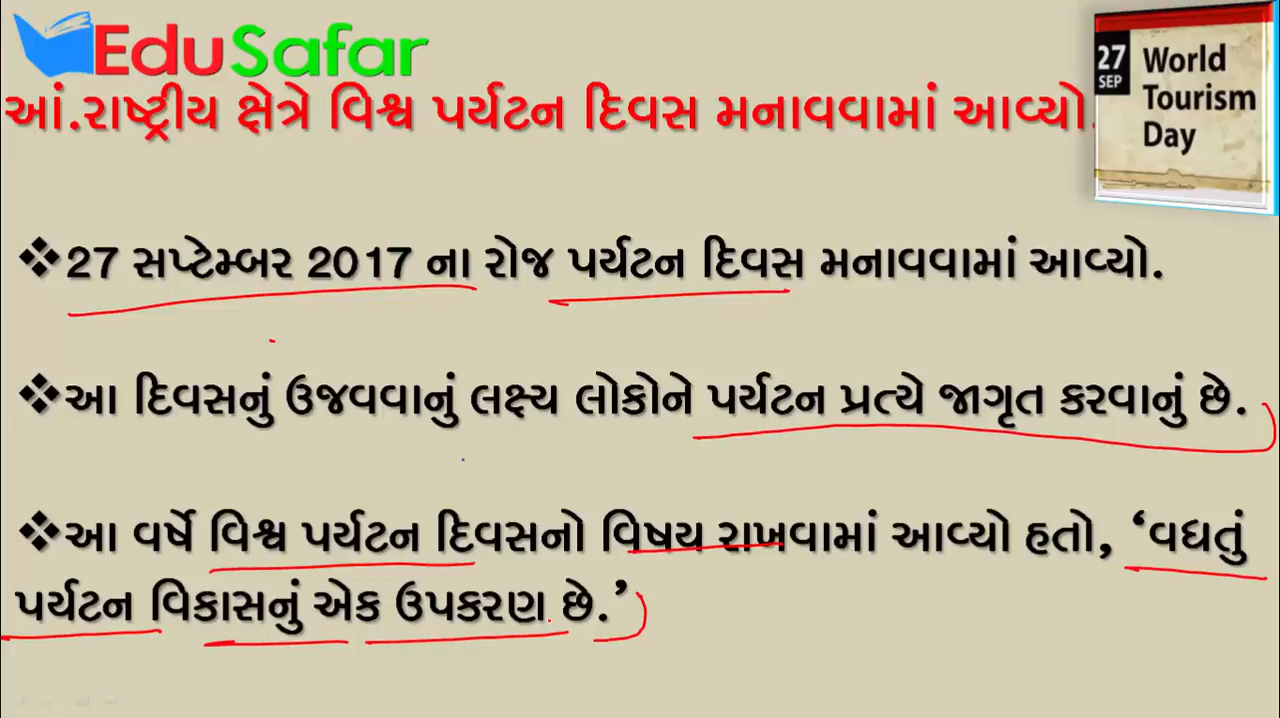 EduSafar
27 SEP
World
Tourism
Day
આં.રાષ્ટ્રીય ક્ષેત્રે વિશ્વ પર્યટન દિવસ મનાવવામાં આવ્યો.
❖27 સપ્ટેમ્બર 2017 ના રોજ પર્યટન દિવસ મનાવવામાં આવ્યો.
❖આ દિવસનું ઉજવવાનું લક્ષ્ય લોકોને પર્યટન પ્રત્યે જાગૃત કરવાનું છે.
❖આ વર્ષે વિશ્વ પર્યટન દિવસનો વિષય રાખવામાં આવ્યો હતો, ‘વધતું
પર્યટન વિકાસનું એક ઉપકરણ છે.’